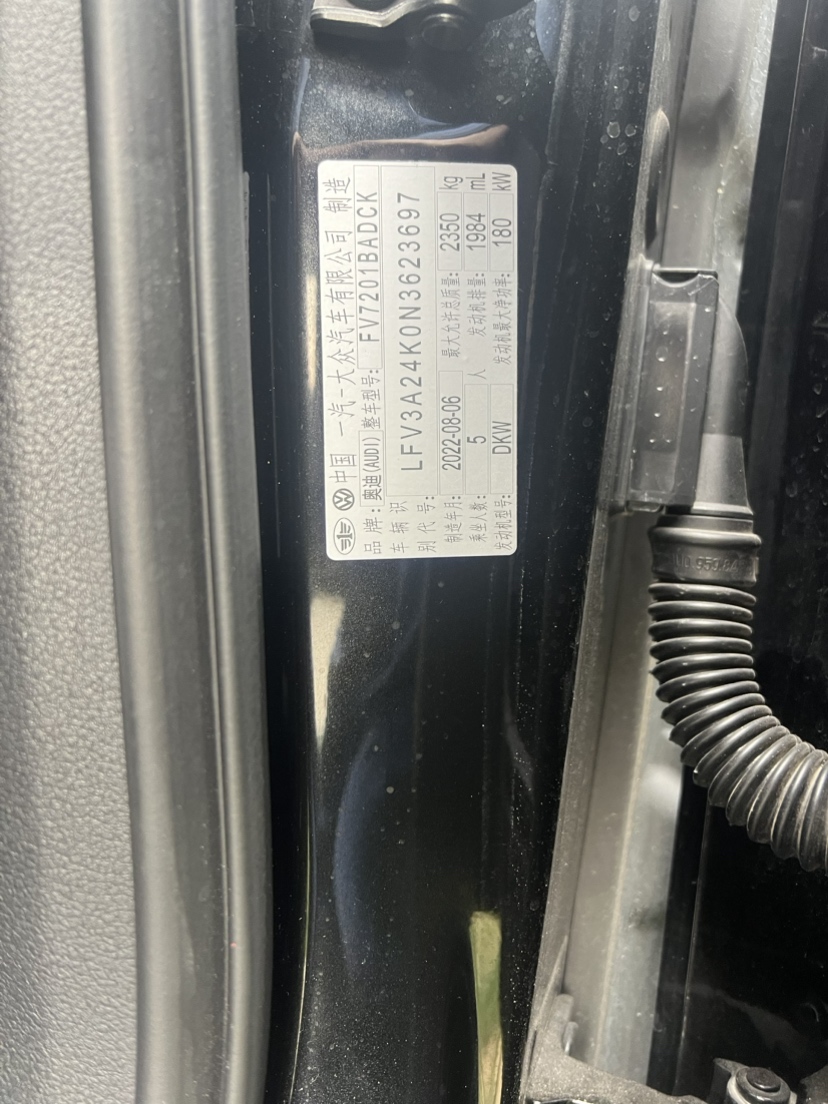 中国 一汽-大众汽车有限公司 制造
品 牌: 奥迪(AUDI) 整车型号: FV7201BADCK
车 辆 识
别 代 号: LFV3A24K0N3623697
制造年月: 2022-08-06 最大允许总质量: 2350 kg
乘坐人数: 5 人 发动机排量: 1984 mL
发动机型号: DKW 发动机最大净功率: 180 kW